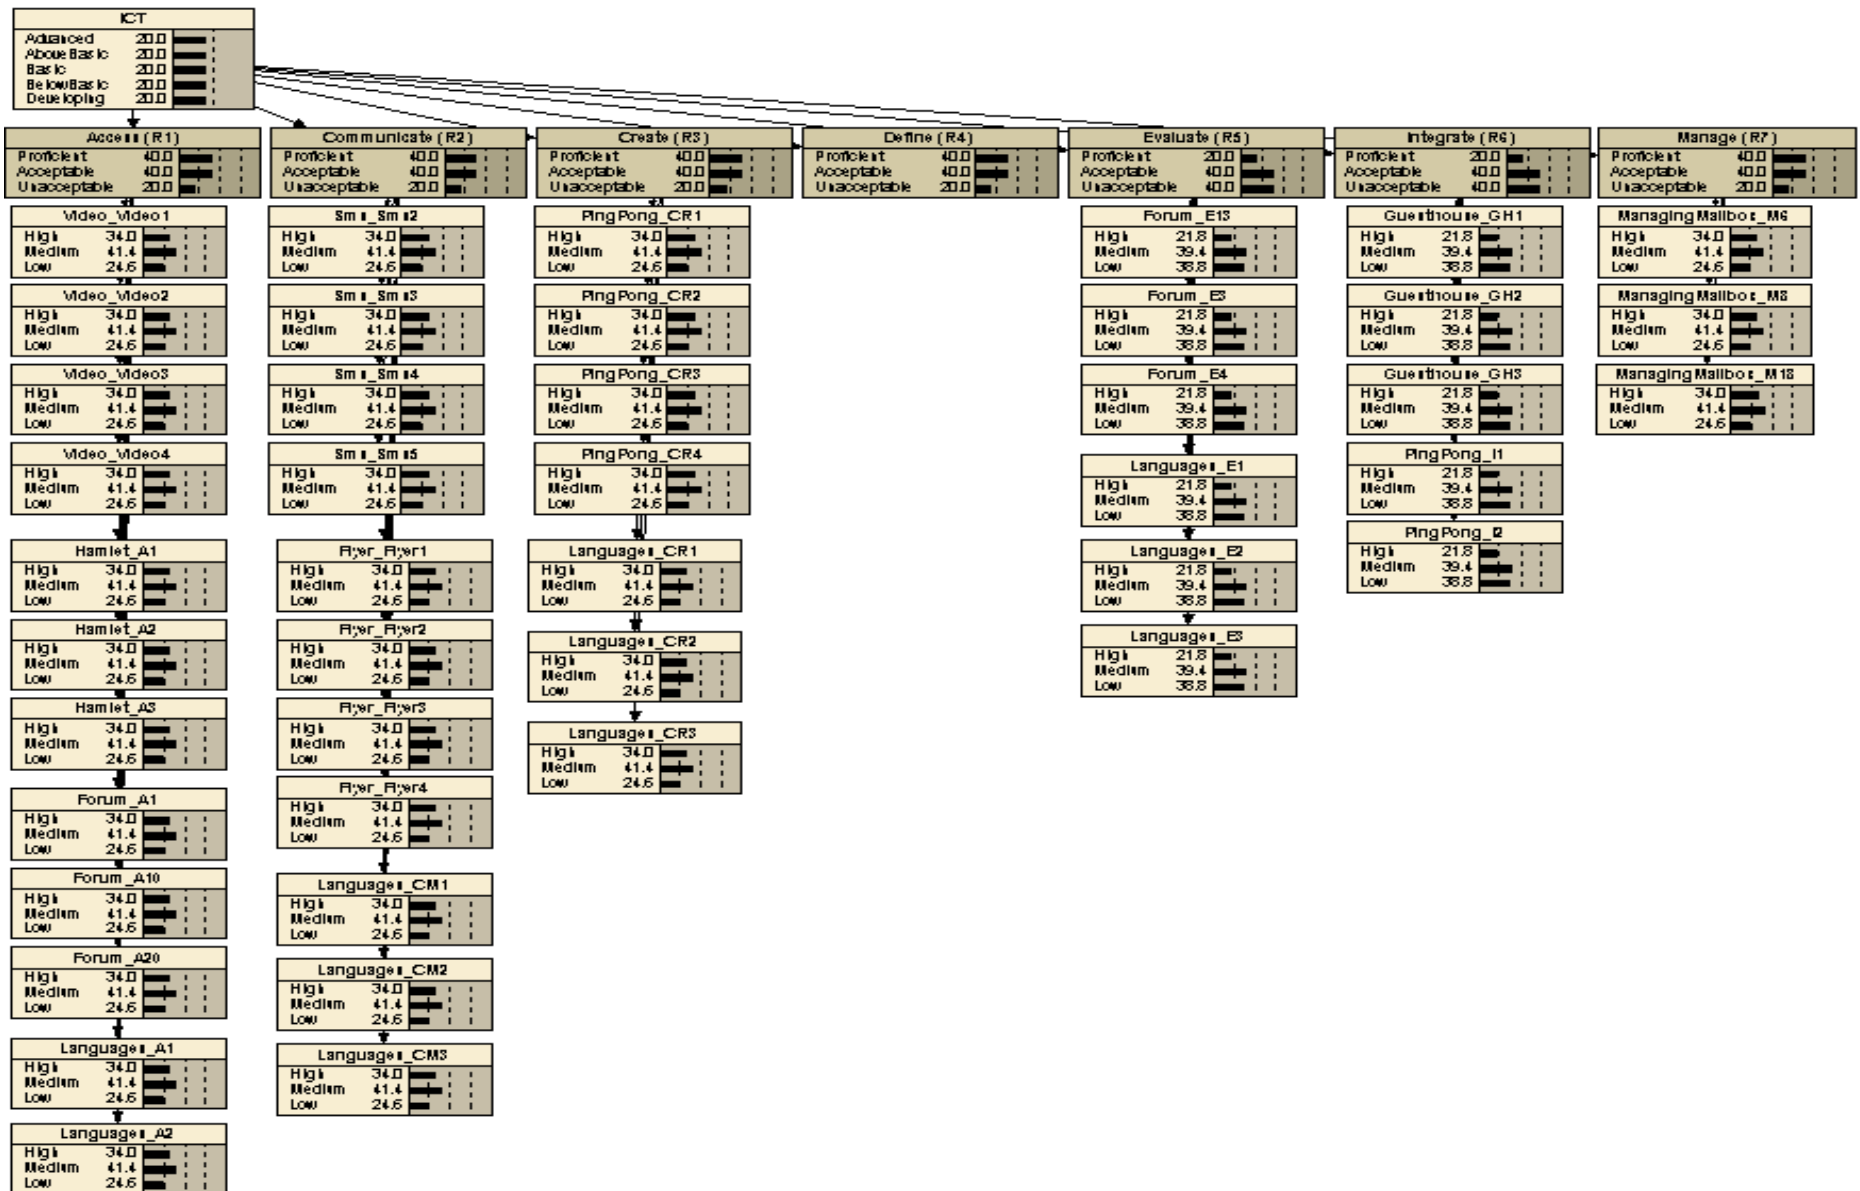 ICT
Advanced 20.0
AboveBasic 20.0
Basic 20.0
BelowBasic 20.0
Developing 20.0
Access (R1)
Proficient 40.0
Acceptable 40.0
Unacceptable 20.0
Communicate (R2)
Proficient 40.0
Acceptable 40.0
Unacceptable 20.0
Create (R3)
Proficient 40.0
Acceptable 40.0
Unacceptable 20.0
Define (R4)
Proficient 40.0
Acceptable 40.0
Unacceptable 20.0
Evaluate (R5)
Proficient 20.0
Acceptable 40.0
Unacceptable 40.0
Integrate (R6)
Proficient 20.0
Acceptable 40.0
Unacceptable 40.0
Manage (R7)
Proficient 40.0
Acceptable 40.0
Unacceptable 20.0
Video_Video1
High 34.0
Medium 41.4
Low 24.6
Video_Video2
High 34.0
Medium 41.4
Low 24.6
Video_Video3
High 34.0
Medium 41.4
Low 24.6
Video_Video4
High 34.0
Medium 41.4
Low 24.6
Hamlet_A1
High 34.0
Medium 41.4
Low 24.6
Hamlet_A2
High 34.0
Medium 41.4
Low 24.6
Hamlet_A3
High 34.0
Medium 41.4
Low 24.6
Forum_A1
High 34.0
Medium 41.4
Low 24.6
Forum_A10
High 34.0
Medium 41.4
Low 24.6
Forum_A20
High 34.0
Medium 41.4
Low 24.6
Languages_A1
High 34.0
Medium 41.4
Low 24.6
Languages_A2
High 34.0
Medium 41.4
Low 24.6
Sms_Sms2
High 34.0
Medium 41.4
Low 24.6
Sms_Sms3
High 34.0
Medium 41.4
Low 24.6
Sms_Sms4
High 34.0
Medium 41.4
Low 24.6
Sms_Sms5
High 34.0
Medium 41.4
Low 24.6
Flyer_Flyer1
High 34.0
Medium 41.4
Low 24.6
Flyer_Flyer2
High 34.0
Medium 41.4
Low 24.6
Flyer_Flyer3
High 34.0
Medium 41.4
Low 24.6
Flyer_Flyer4
High 34.0
Medium 41.4
Low 24.6
Languages_CM1
High 34.0
Medium 41.4
Low 24.6
Languages_CM2
High 34.0
Medium 41.4
Low 24.6
Languages_CM3
High 34.0
Medium 41.4
Low 24.6
PingPong_CR1
High 34.0
Medium 41.4
Low 24.6
PingPong_CR2
High 34.0
Medium 41.4
Low 24.6
PingPong_CR3
High 34.0
Medium 41.4
Low 24.6
PingPong_CR4
High 34.0
Medium 41.4
Low 24.6
Languages_CR1
High 34.0
Medium 41.4
Low 24.6
Languages_CR2
High 34.0
Medium 41.4
Low 24.6
Languages_CR3
High 34.0
Medium 41.4
Low 24.6
Forum_E13
High 21.8
Medium 39.4
Low 38.8
Forum_E3
High 21.8
Medium 39.4
Low 38.8
Forum_E4
High 21.8
Medium 39.4
Low 38.8
Languages_E1
High 21.8
Medium 39.4
Low 38.8
Languages_E2
High 21.8
Medium 39.4
Low 38.8
Languages_E3
High 21.8
Medium 39.4
Low 38.8
Guesthouse_GH1
High 21.8
Medium 39.4
Low 38.8
Guesthouse_GH2
High 21.8
Medium 39.4
Low 38.8
Guesthouse_GH3
High 21.8
Medium 39.4
Low 38.8
PingPong_I1
High 21.8
Medium 39.4
Low 38.8
PingPong_I2
High 21.8
Medium 39.4
Low 38.8
ManagingMailbox_M6
High 34.0
Medium 41.4
Low 24.6
ManagingMailbox_M8
High 34.0
Medium 41.4
Low 24.6
ManagingMailbox_M18
High 34.0
Medium 41.4
Low 24.6